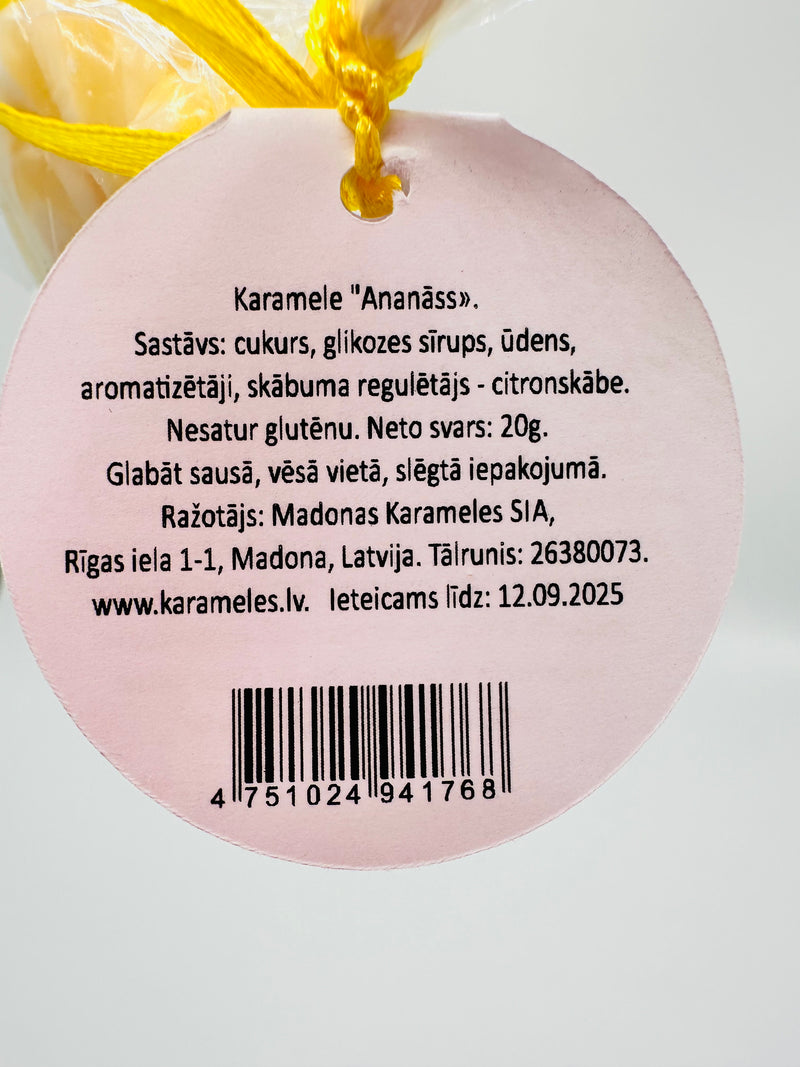 Karamele "Ananāss».
Sastāvs: cukurs, glikozes sīrups, ūdens,
aromatizētāji, skābuma regulētājs - citronskābe.
Nesatur glutēnu. Neto svars: 20g.
Glabāt sausā, vēsā vietā, slēgtā iepakojumā.
Ražotājs: Madonas Karameles SIA,
Rīgas iela 1-1, Madona, Latvija. Tālrunis: 26380073.
www.karameles.lv. Ieteicams līdz: 12.09.2025
4 751024 941768